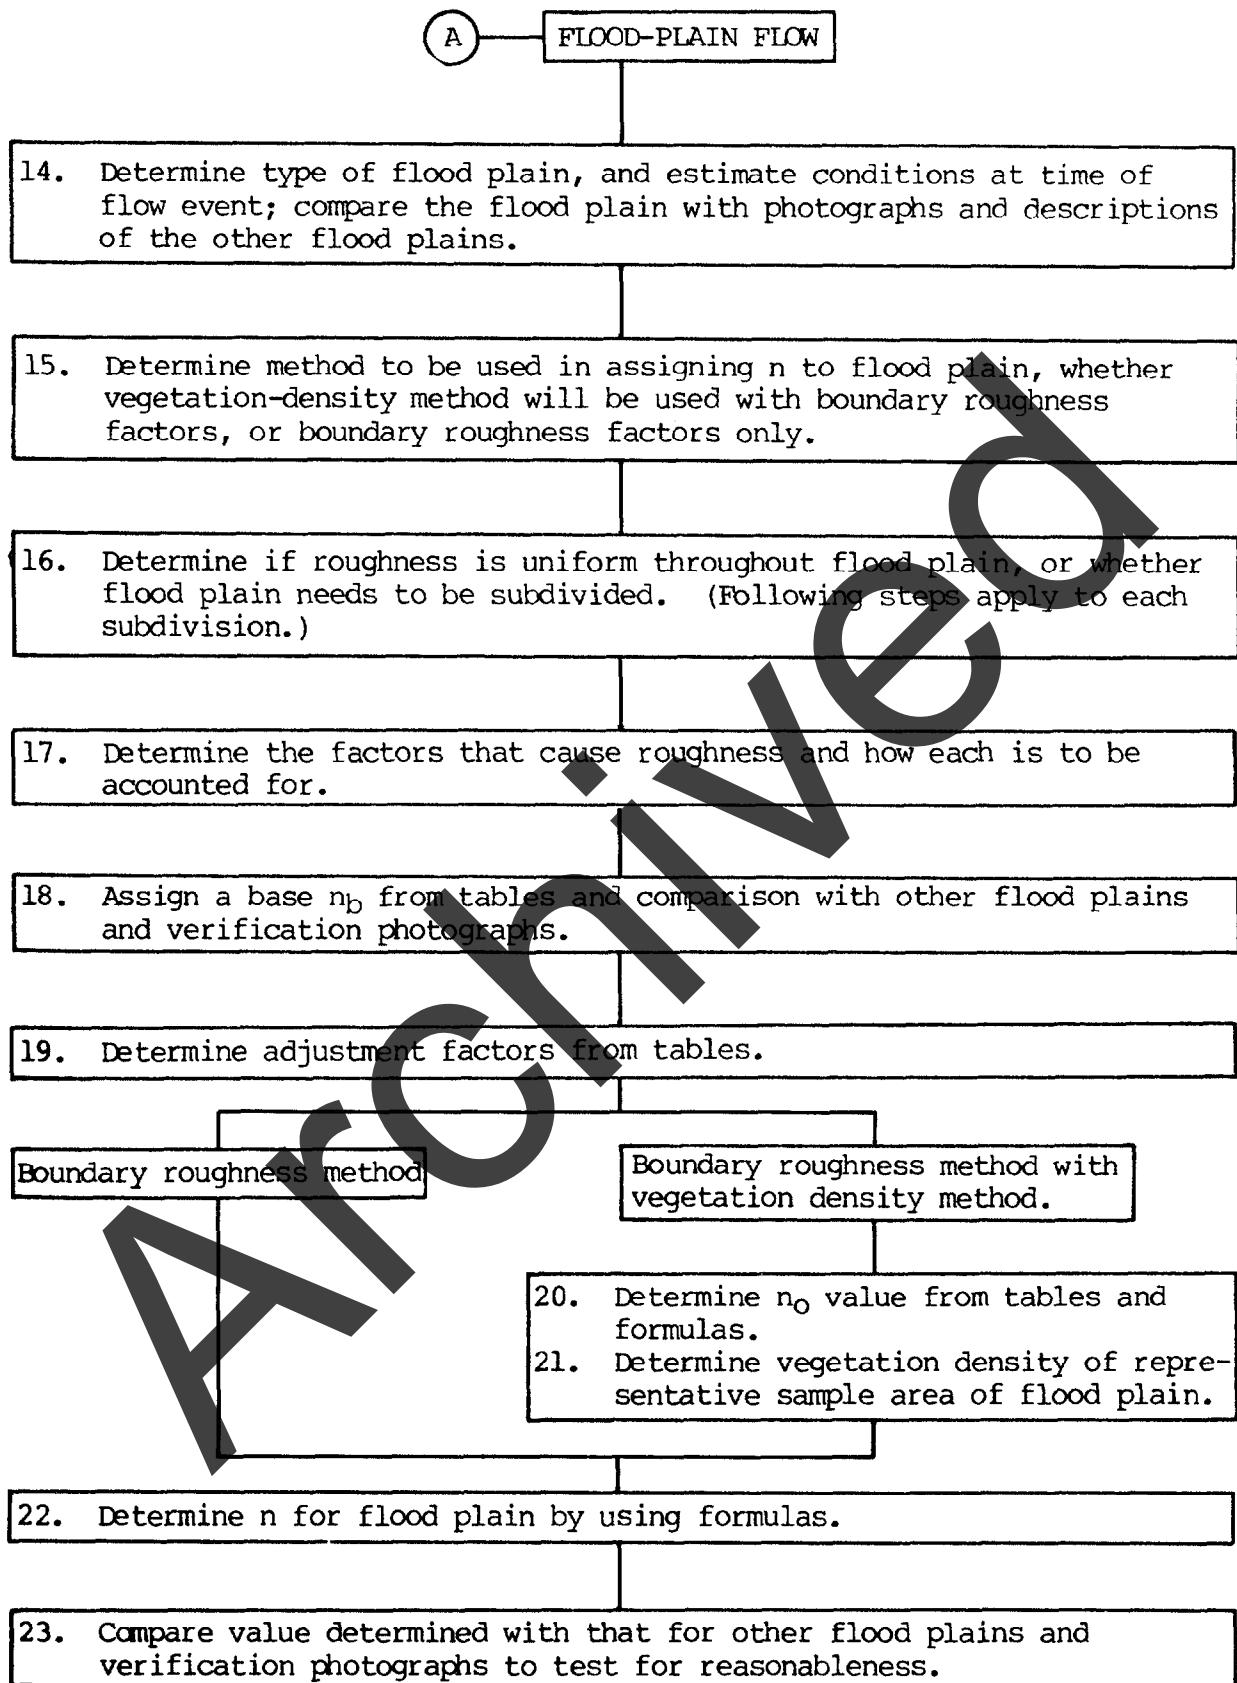 A FLOOD-PLAIN FLOW
14. Determine type of flood plain, and estimate conditions at time of
flow event; compare the flood plain with photographs and descriptions
of the other flood plains.
15. Determine method to be used in assigning n to flood plain, whether
vegetation-density method will be used with boundary roughness
factors, or boundary roughness factors only.
16. Determine if roughness is uniform throughout flood plain, or whether
flood plain needs to be subdivided. (Following steps apply to each
subdivision.)
17. Determine the factors that cause roughness and how each is to be
accounted for.
18. Assign a base nb from tables and comparison with other flood plains
and verification photographs.
19. Determine adjustment factors from tables.
Boundary roughness method
Boundary roughness method with
vegetation density method.
20. Determine no value from tables and
formulas.
21. Determine vegetation density of repre-
sentative sample area of flood plain.
22. Determine n for flood plain by using formulas.
23. Compare value determined with that for other flood plains and
verification photographs to test for reasonableness.
Archived